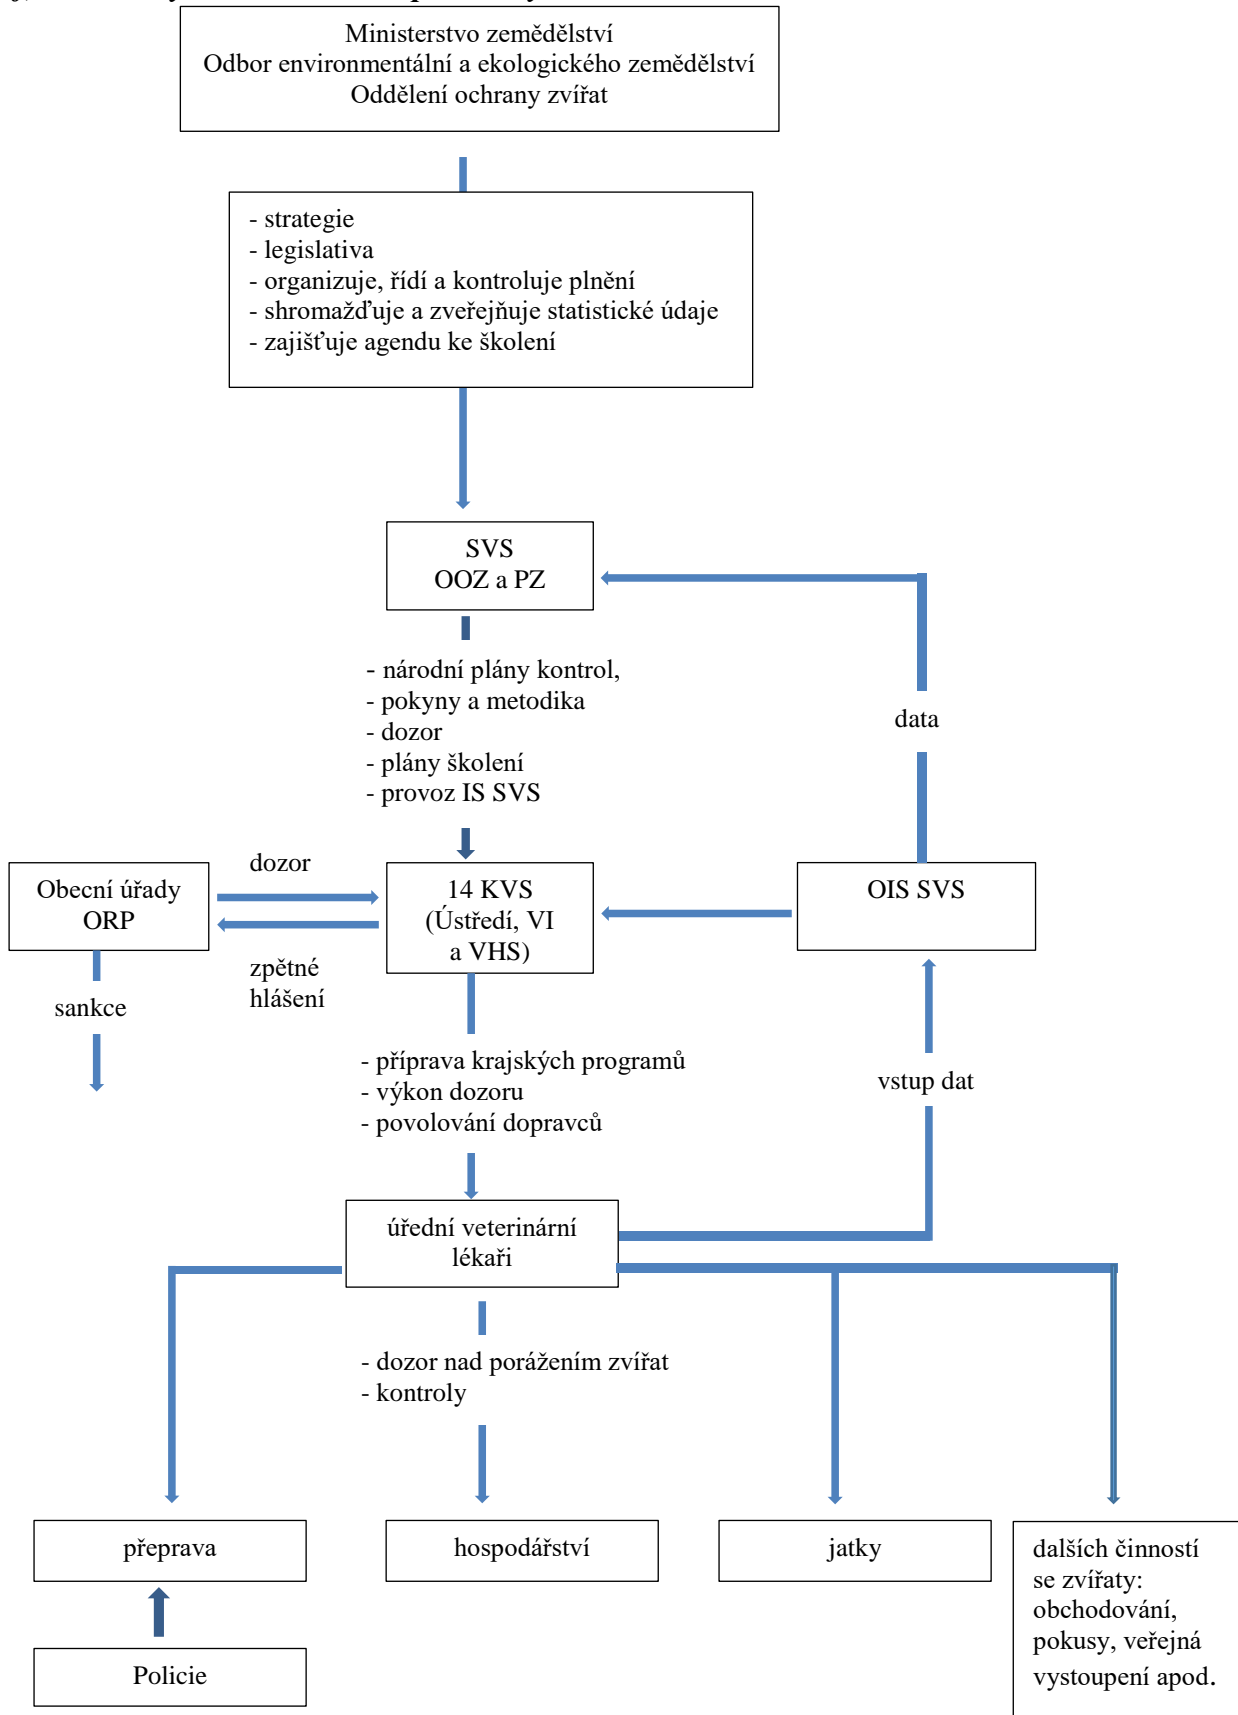 Ministerstvo zemědělství
Odbor environmentální a ekologického zemědělství
Oddělení ochrany zvířat
- strategie
- legislativa
- organizuje, řídí a kontroluje plnění
- shromažďuje a zveřejňuje statistické údaje
- zajišťuje agendu ke školení
SVS
OOZ a PZ
- národní plány kontrol,
- pokyny a metodika
- dozor
- plány školení
- provoz IS SVS
data
dozor
Obecní úřady
ORP
14 KVS
(Ústředí, VI
a VHS)
OIS SVS
zpětné
hlášení
sankce
- příprava krajských programů
- výkon dozoru
- povolování dopravců
vstup dat
úřední veterinární
lékaři
- dozor nad porážením zvířat
- kontroly
přeprava
hospodářství
jatky
dalších činností
se zvířaty:
obchodování,
pokusy, veřejná
vystoupení apod.
Policie